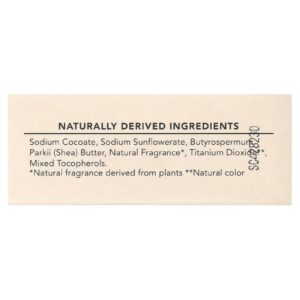 NATURALLY DERIVED INGREDIENTS
Sodium Cocoate, Sodium Sunflowerate, Butyrospermum
Parkii (Shea) Butter, Natural Fragrance*, Titanium Dioxide**,
Mixed Tocopherols.
*Natural fragrance derived from plants **Natural color